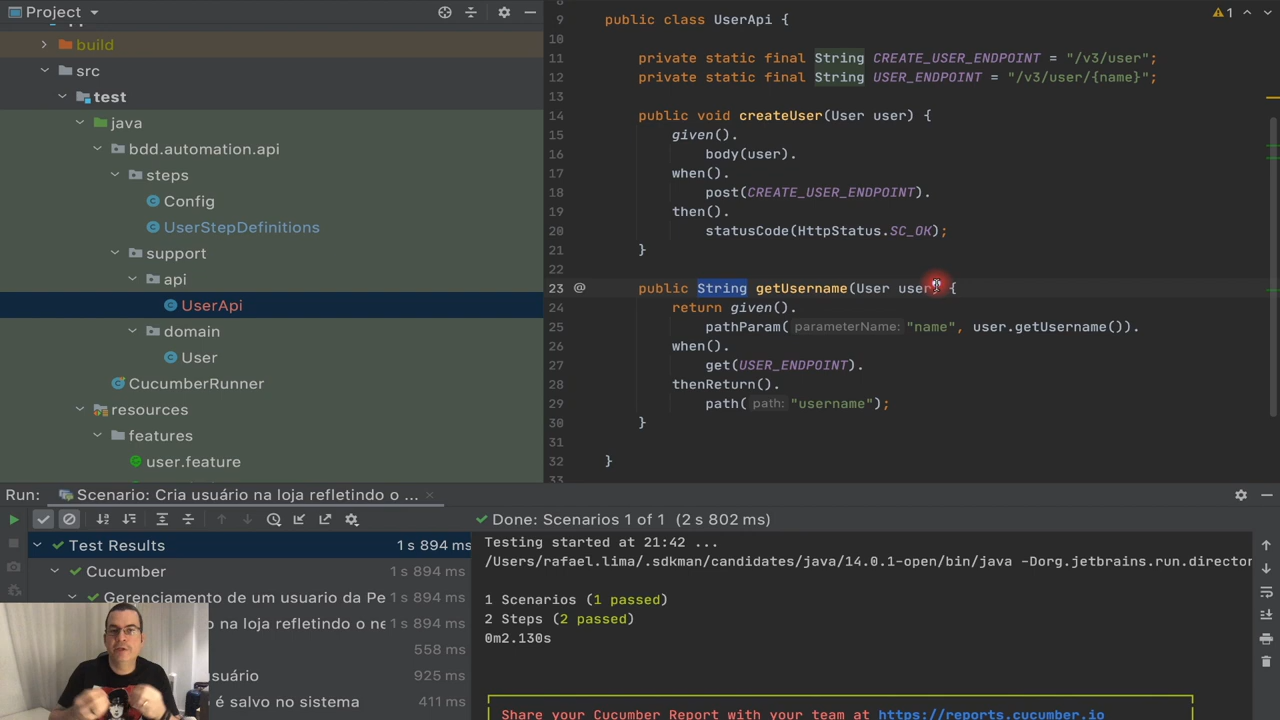 Project
build
src
test
java
bdd.automation.api
steps
Config
UserStepDefinitions
support
api
UserApi
domain
User
CucumberRunner
resources
features
user.feature
1
9 public class UserApi {
10
11 private static final String CREATE_USER_ENDPOINT = "/v3/user";
12 private static final String USER_ENDPOINT = "/v3/user/{name}";
13
14 public void createUser(User user) {
15 given().
16 body(user).
17 when().
18 post(CREATE_USER_ENDPOINT).
19 then().
20 statusCode(HttpStatus.SC_OK);
21 }
22
23 @ public String getUsername(User user) {
24 return given().
25 pathParam( parameterName: "name", user.getUsername()).
26 when().
27 get(USER_ENDPOINT).
28 thenReturn().
29 path( path: "username");
30 }
31
32 }
33
Run: Scenario: Cria usuário na loja refletindo o ... ×
Done: Scenarios 1 of 1 (2 s 802 ms)
Test Results 1 s 894 ms
Cucumber 1 s 894 ms
Gerenciamento de um usuario da Pe 1 s 894 ms
o na loja refletindo o ne 1 s 894 ms
558 ms
suário 925 ms
é salvo no sistema 411 ms
Testing started at 21:42 ...
/Users/rafael.lima/.sdkman/candidates/java/14.0.1-open/bin/java -Dorg.jetbrains.run.director
1 Scenarios (1 passed)
2 Steps (2 passed)
0m2.130s
Share your Cucumber Report with your team at https://reports.cucumber.io